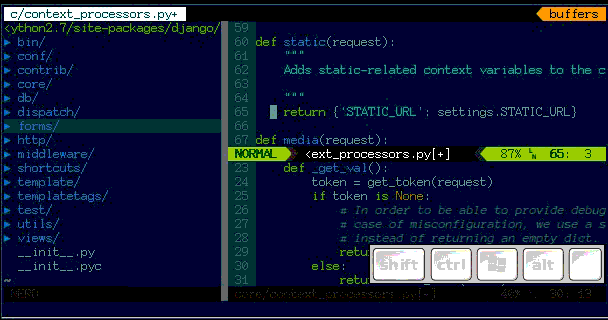 c/context_processors.py+ buffers
<ython2.7/site-packages/django/
▶ bin/
▶ conf/
▶ contrib/
▶ core/
▶ db/
▶ dispatch/
▶ forms/
▶ http/
▶ middleware/
▶ shortcuts/
▶ template/
▶ templatetags/
▶ test/
▶ utils/
▶ views/
__init__.py
__init__.pyc
~
NERD
59
60 def static(request):
61 """
62 Adds static-related context variables to the c
63
64 """
65 return {'STATIC_URL': settings.STATIC_URL}
66
67 def media(request):
NORMAL <ext_processors.py[+] 87% 65: 3
23 def _get_val():
24 token = get_token(request)
25 if token is None:
26 # In order to be able to provide debug
27 # case of misconfiguration, we use a s
28 # instead of returning an empty dict.
29 retu
30 else:
31 retu
core/context_processors.py[-] 40% 30: 13
shift ctrl alt